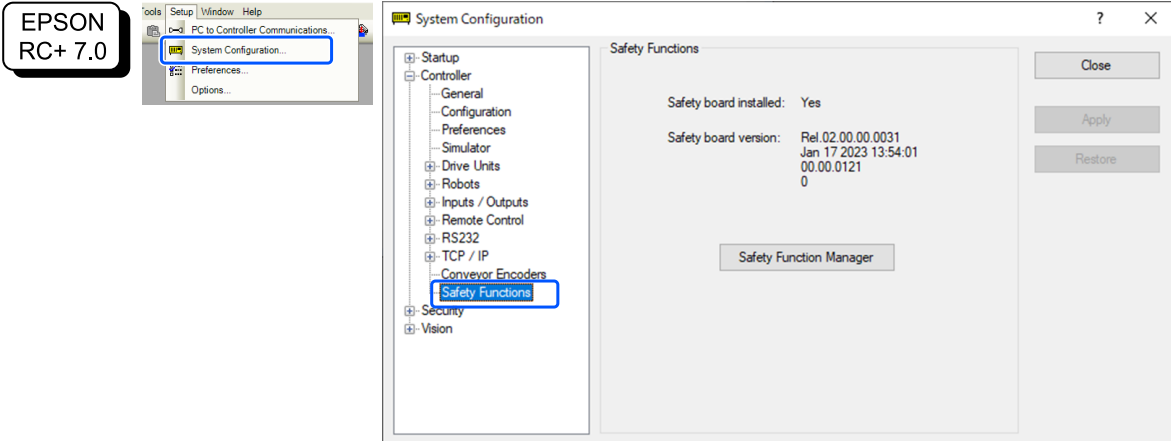 EPSON
RC+ 7.0
Tools Setup Window Help
PC to Controller Communications...
System Configuration...
Preferences...
Options...
System Configuration
?
Startup
Controller
General
Configuration
Preferences
Simulator
Drive Units
Robots
Inputs / Outputs
Remote Control
RS232
TCP / IP
Conveyor Encoders
Safety Functions
Security
Vision
Safety Functions
Safety board installed: Yes
Safety board version: Rel.02.00.00.0031
Jan 17 2023 13:54:01
00.00.0121
0
Safety Function Manager
Close
Apply
Restore